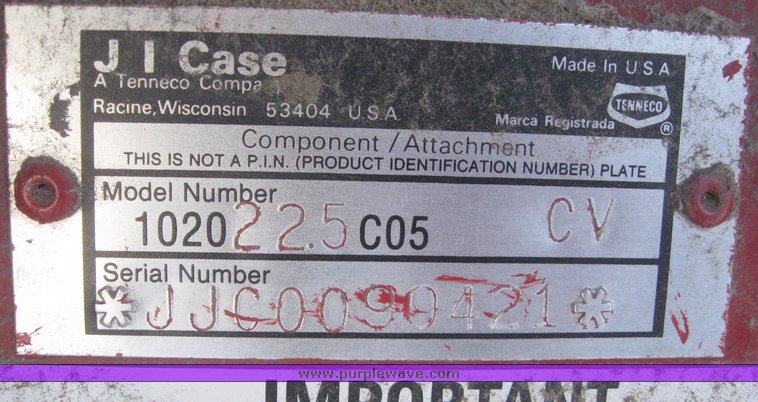 J I Case
Made In U.S.A
A Tenneco Compa
Racine, Wisconsin 53404 U.S.A.
TENNECO
Marca Registrada ®
Component / Attachment
THIS IS NOT A P.I.N. (PRODUCT IDENTIFICATION NUMBER) PLATE
Model Number
1020 22.5 C05 CV
Serial Number
*JJC0090421*
www.purplewave.com
IMPORTANT